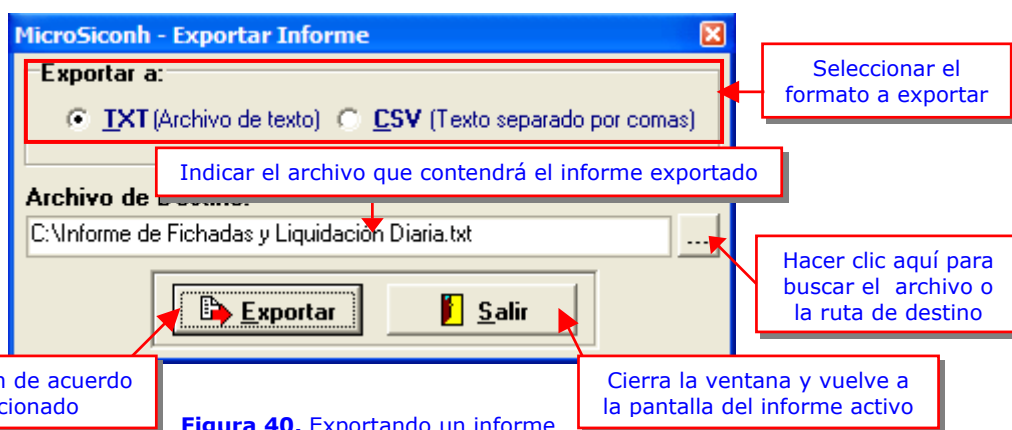 MicroSiconh - Exportar Informe
Exportar a:
TXT (Archivo de texto) CSV (Texto separado por comas)
Seleccionar el
formato a exportar
Indicar el archivo que contendrá el informe exportado
Archivo de
C:\Informe de Fichadas y Liquidación Diaria.txt
...
Hacer clic aquí para
buscar el archivo o
la ruta de destino
Exportar Salir
de acuerdo
Cierra la ventana y vuelve a
la pantalla del informe activo
Figura 40. Exportando un informe